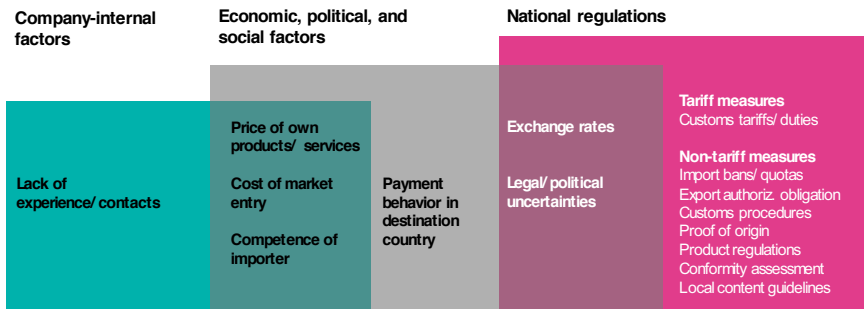 Company-internal
factors
Economic, political, and
social factors
National regulations
Lack of
experience/ contacts
Price of own
products/ services
Cost of market
entry
Competence of
importer
Payment
behavior in
destination
country
Exchange rates
Legal/ political
uncertainties
Tariff measures
Customs tariffs/ duties
Non-tariff measures
Import bans/ quotas
Export authoriz. obligation
Customs procedures
Proof of origin
Product regulations
Conformity assessment
Local content guidelines